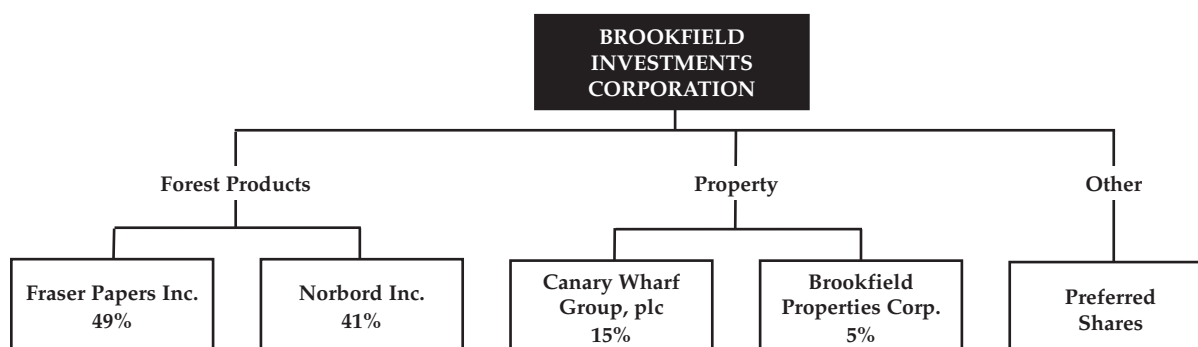 BROOKFIELD
INVESTMENTS
CORPORATION
Forest Products
Property
Other
Fraser Papers Inc.
49%
Norbord Inc.
41%
Canary Wharf
Group, plc
15%
Brookfield
Properties Corp.
5%
Preferred
Shares